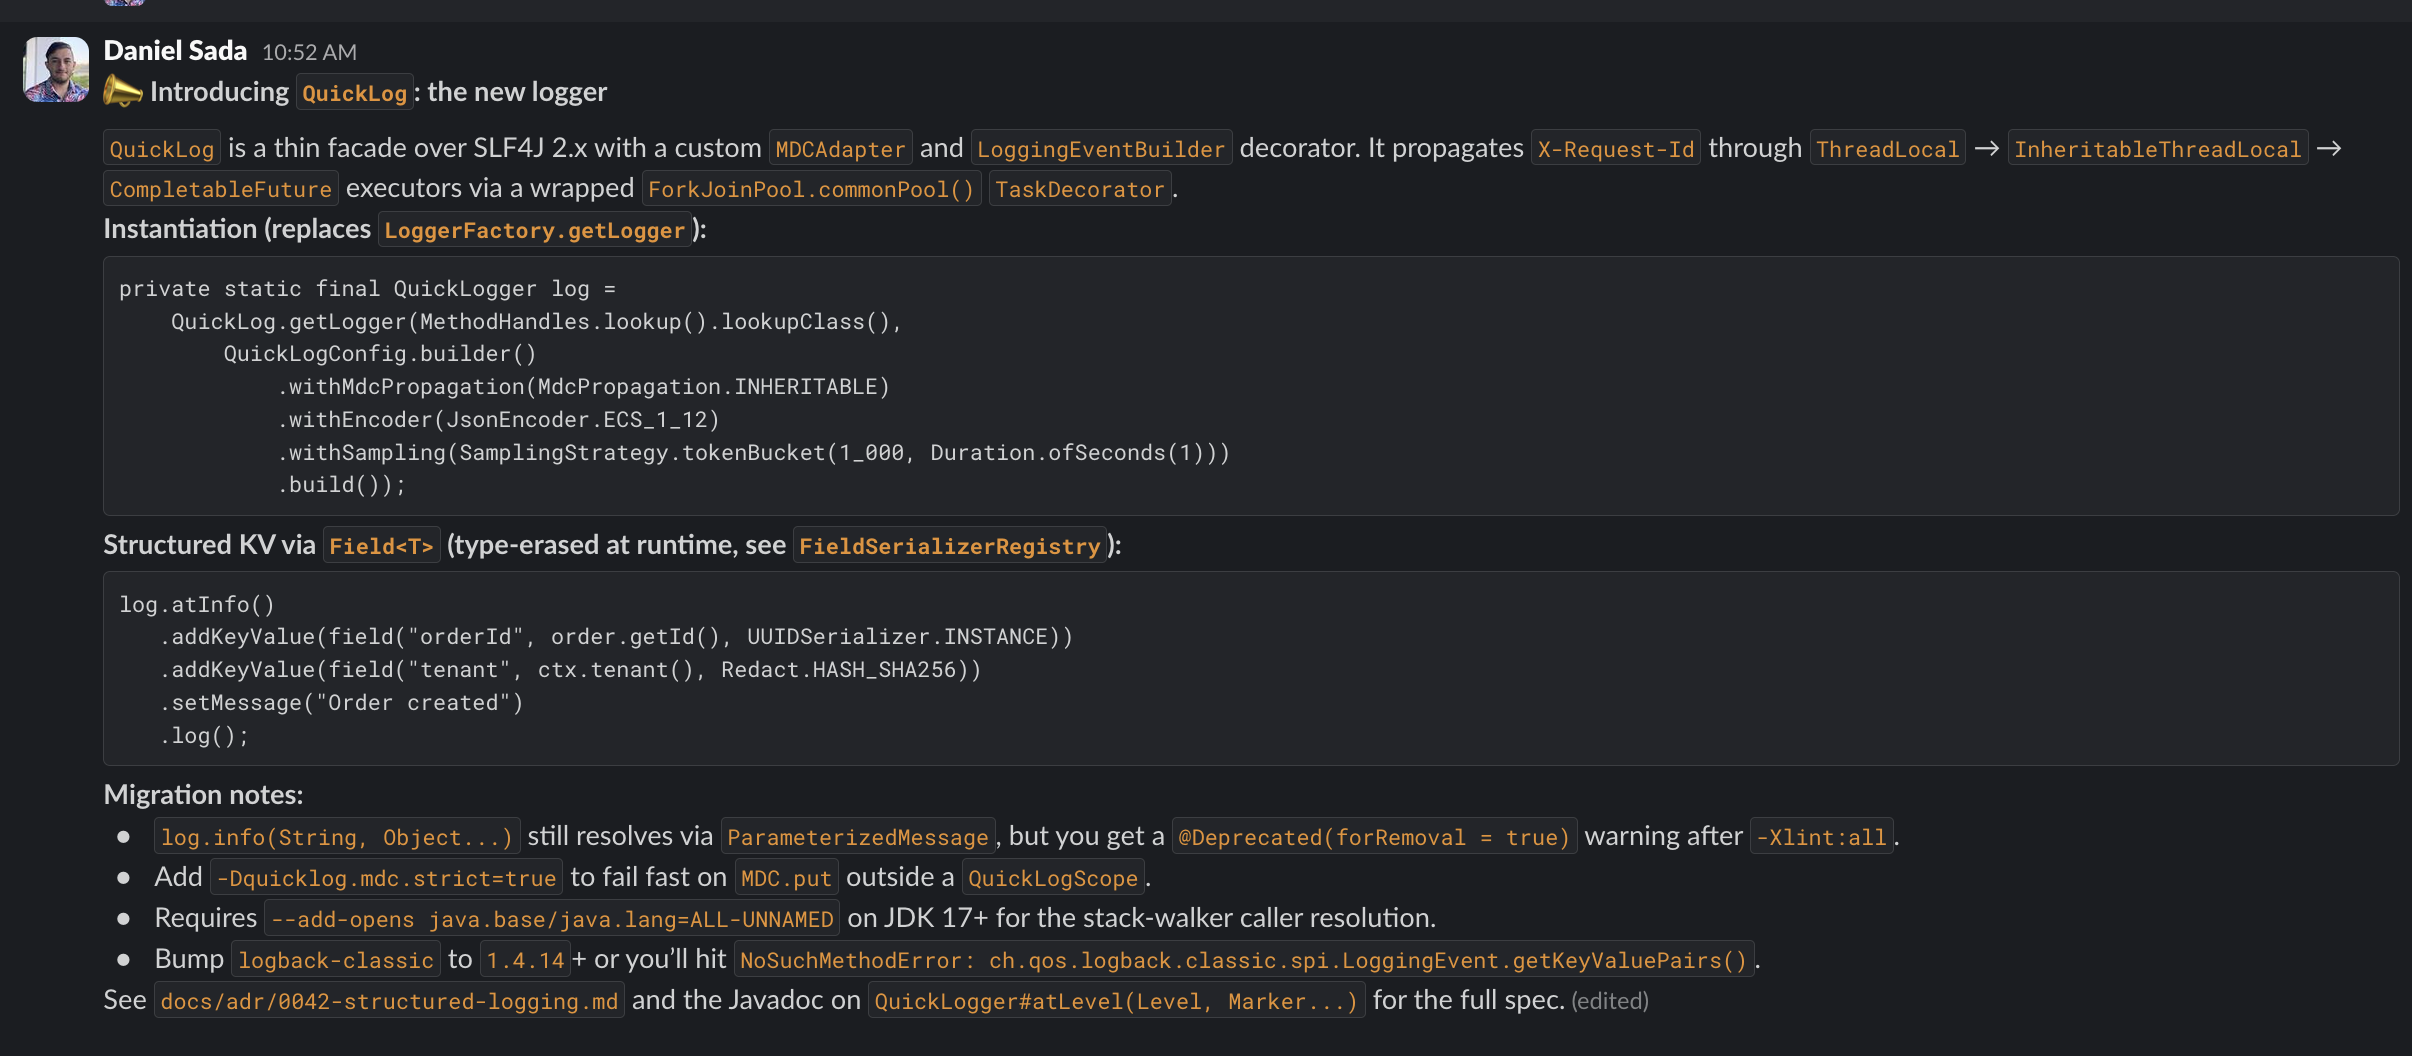 Daniel Sada 10:52 AM
Introducing QuickLog: the new logger
QuickLog is a thin facade over SLF4J 2.x with a custom MDCAdapter and LoggingEventBuilder decorator. It propagates X-Request-Id through ThreadLocal → InheritableThreadLocal →
CompletableFuture executors via a wrapped ForkJoinPool.commonPool() TaskDecorator.
Instantiation (replaces LoggerFactory.getLogger):
private static final QuickLogger log =
    QuickLog.getLogger(MethodHandles.lookup().lookupClass(),
        QuickLogConfig.builder()
            .withMdcPropagation(MdcPropagation.INHERITABLE)
            .withEncoder(JsonEncoder.ECS_1_12)
            .withSampling(SamplingStrategy.tokenBucket(1_000, Duration.ofSeconds(1)))
            .build());
Structured KV via Field<T> (type-erased at runtime, see FieldSerializerRegistry):
log.atInfo()
   .addKeyValue(field("orderId", order.getId(), UUIDSerializer.INSTANCE))
   .addKeyValue(field("tenant", ctx.tenant(), Redact.HASH_SHA256))
   .setMessage("Order created")
   .log();
Migration notes:
● log.info(String, Object...) still resolves via ParameterizedMessage, but you get a @Deprecated(forRemoval = true) warning after -Xlint:all.
● Add -Dquicklog.mdc.strict=true to fail fast on MDC.put outside a QuickLogScope.
● Requires --add-opens java.base/java.lang=ALL-UNNAMED on JDK 17+ for the stack-walker caller resolution.
● Bump logback-classic to 1.4.14+ or you’ll hit NoSuchMethodError: ch.qos.logback.classic.spi.LoggingEvent.getKeyValuePairs().
See docs/adr/0042-structured-logging.md and the Javadoc on QuickLogger#atLevel(Level, Marker...) for the full spec. (edited)